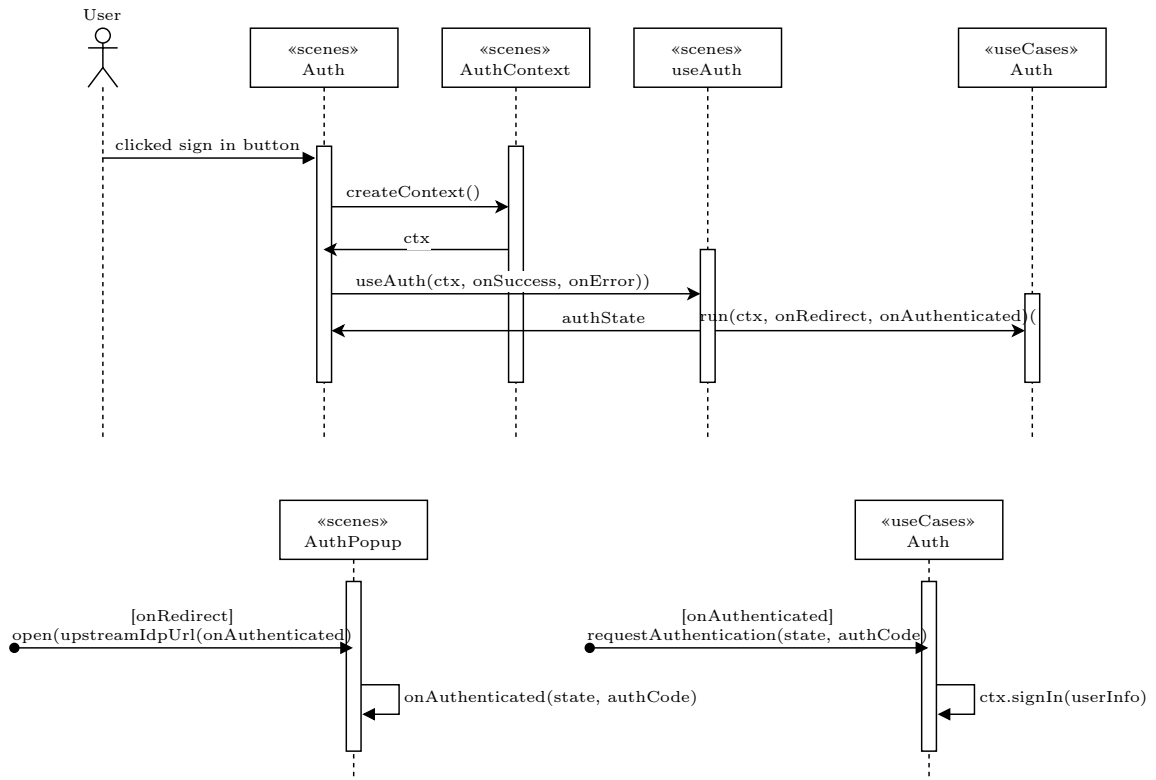 User
«scenes»
Auth
«scenes»
AuthContext
«scenes»
useAuth
«useCases»
Auth
clicked sign in button
createContext()
ctx
useAuth(ctx, onSuccess, onError))
authState
run(ctx, onRedirect, onAuthenticated)(
«scenes»
AuthPopup
«useCases»
Auth
[onRedirect]
open(upstreamIdpUrl(onAuthenticated)
[onAuthenticated]
requestAuthentication(state, authCode)
onAuthenticated(state, authCode)
ctx.signIn(userInfo)